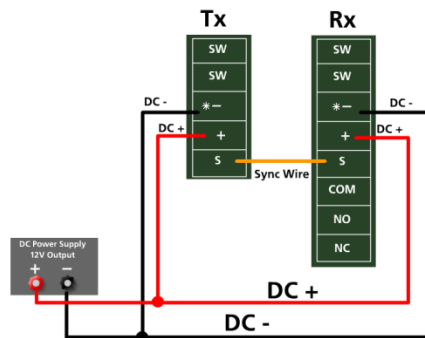 Tx
Rx
SW
SW
SW
SW
DC -
*−
*−
DC -
DC +
+
+
DC +
S
S
Sync Wire
COM
NO
NC
DC Power Supply
12V Output
+ −
DC +
DC -